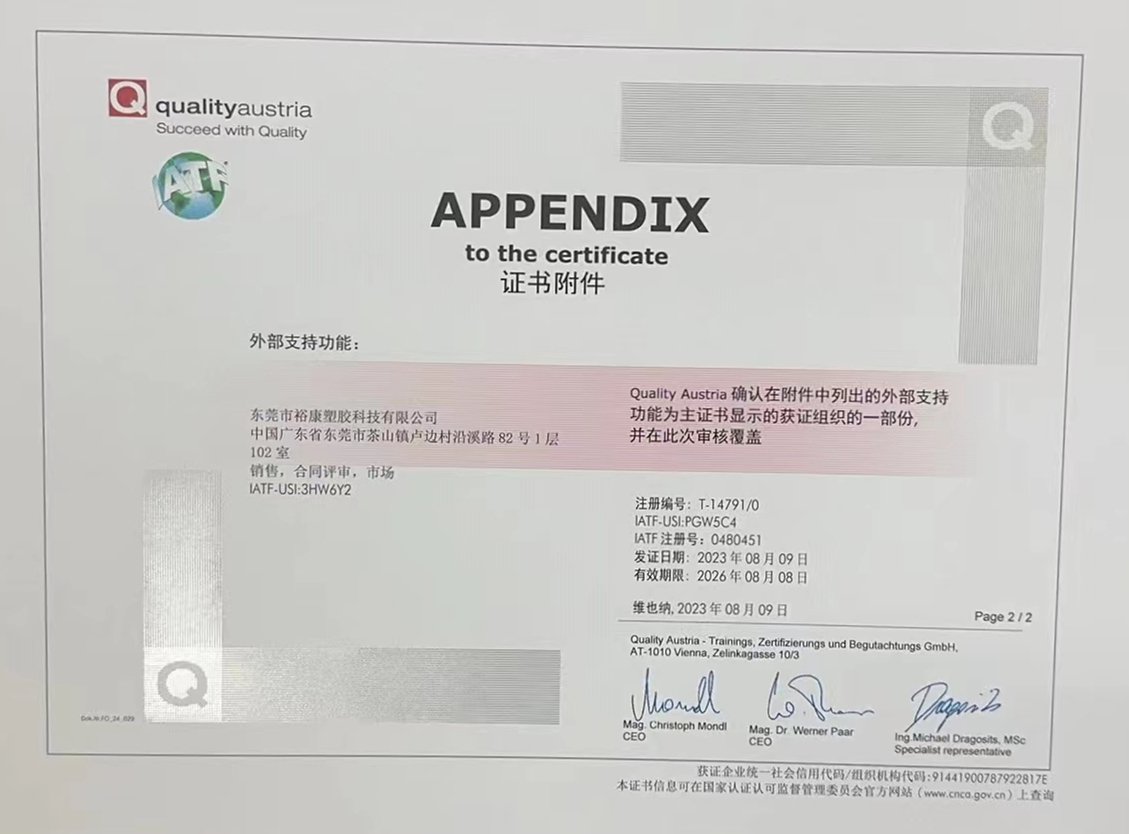 Q qualityaustria
Succeed with Quality
IATF
Q
APPENDIX
to the certificate
证书附件
外部支持功能：
东莞市裕康塑胶科技有限公司
中国广东省东莞市茶山镇卢边村沿溪路 82 号 1 层
102 室
销售，合同评审，市场
IATF-USI:3HW6Y2
Quality Austria 确认在附件中列出的外部支持
功能为主证书显示的获证组织的一部份,
并在此次审核覆盖
注册编号：T-14791/0
IATF-USI:PGW5C4
IATF 注册号：0480451
发证日期：2023 年 08 月 09 日
有效期限：2026 年 08 月 08 日
维也纳, 2023 年 08 月 09 日
Page 2 / 2
Quality Austria - Trainings, Zertifizierungs und Begutachtungs GmbH,
AT-1010 Vienna, Zelinkagasse 10/3
Q
Mag. Christoph Mondl
CEO
Mag. Dr. Werner Paar
CEO
Ing.Michael Dragosits, MSc
Specialist representative
Dok.Nr.FO_24_029
获证企业统一社会信用代码/组织机构代码:91441900787922817E
本证书信息可在国家认证认可监督管理委员会官方网站（www.cnca.gov.cn）上查询